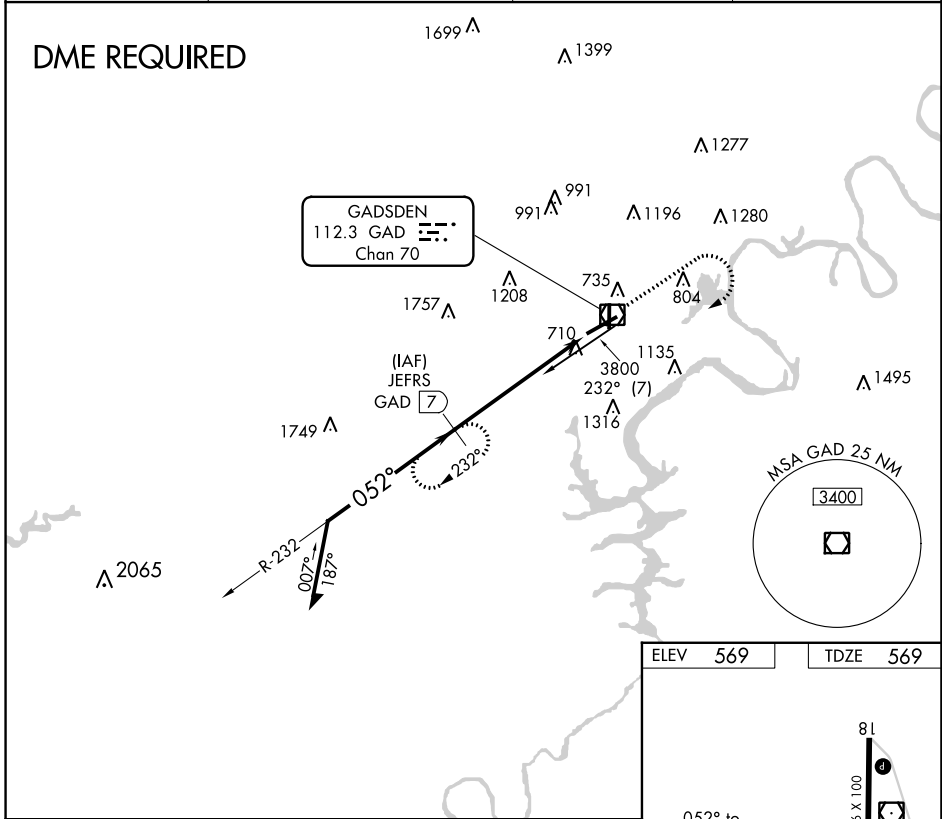 DME REQUIRED
1699
1399
1277
991
991
1196
1280
GADSDEN
112.3 GAD
Chan 70
1208
735
804
1757
710
3800
232° (7)
1135
1316
1495
(IAF)
JEFRS
GAD 7
1749
232°
052°
R-232
007°
187°
2065
MSA GAD 25 NM
3400
ELEV 569
TDZE 569
18
P
X 100